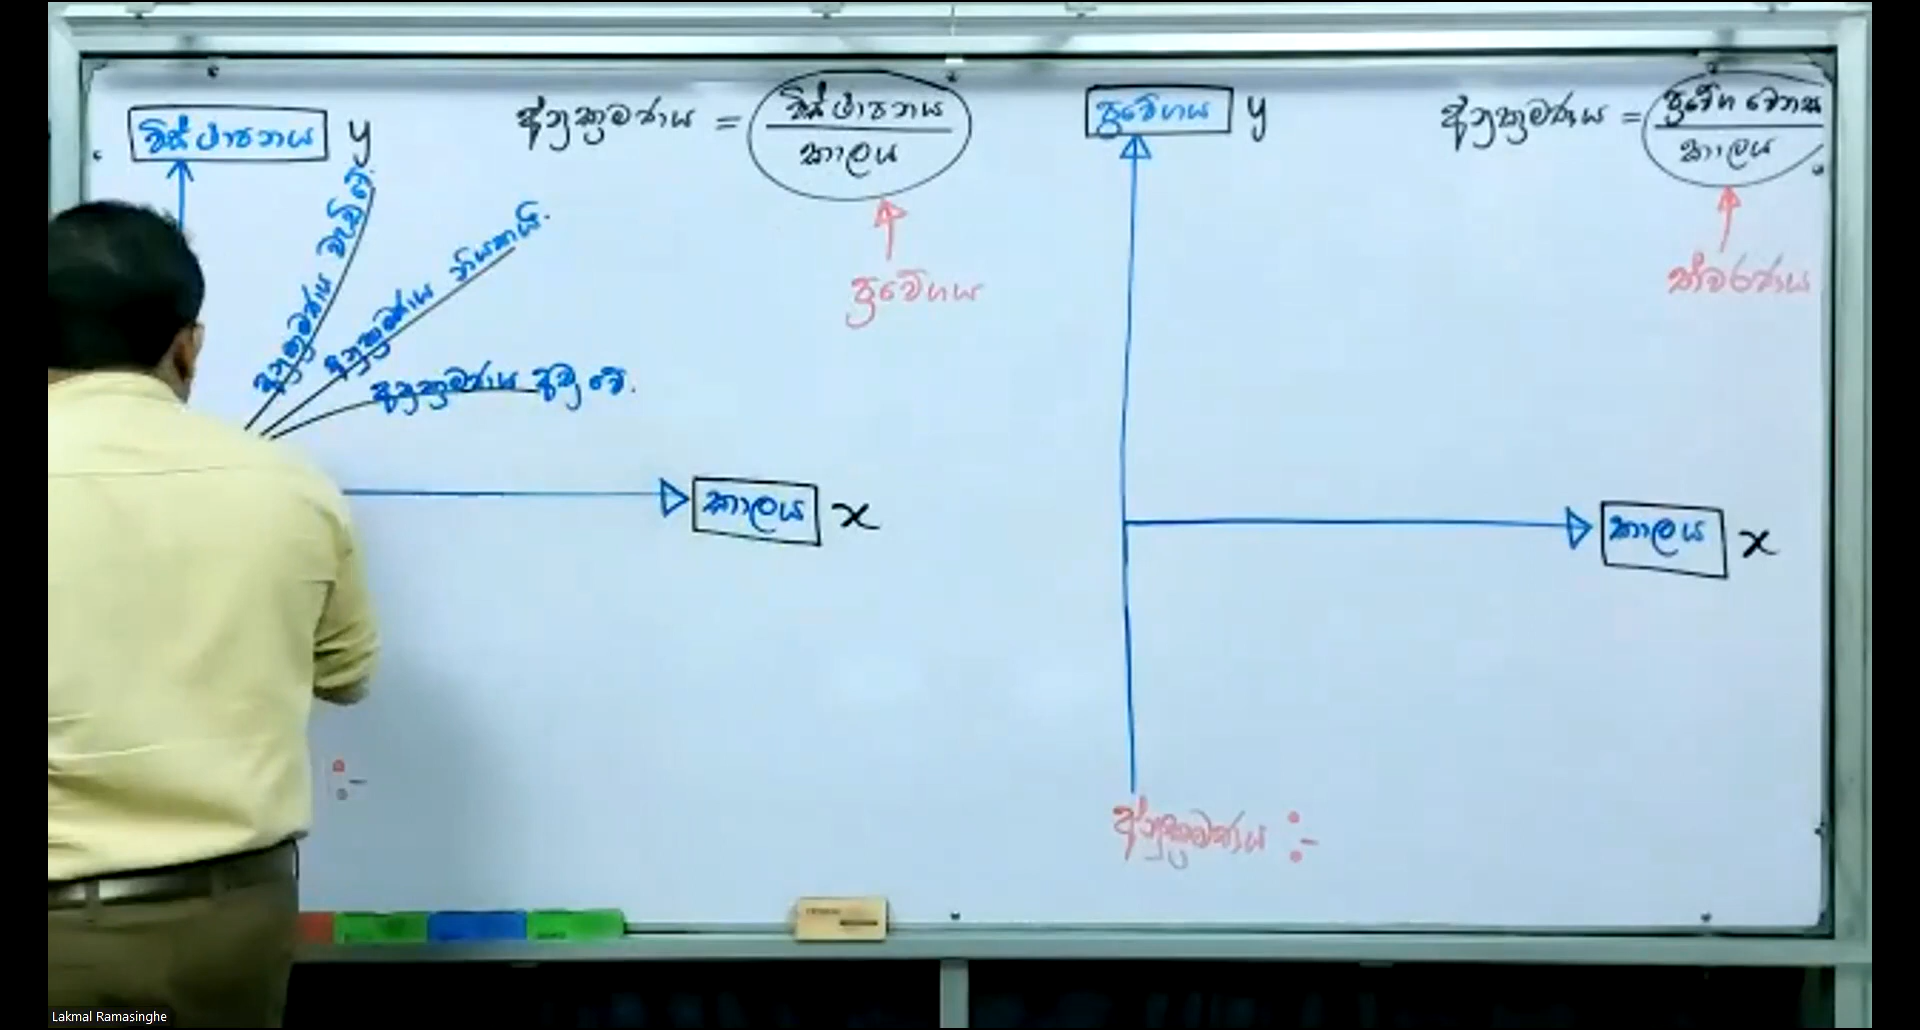 විස්ථාපනය y
අනුක්‍රමණය = විස්ථාපනය
කාලය
ප්‍රවේගය
අනුක්‍රමණය වැඩි වේ.
අනුක්‍රමණය නියතයි.
අනුක්‍රමණය අඩු වේ.
කාලය x
:-
ප්‍රවේගය y
අනුක්‍රමණය = ප්‍රවේග වෙනස
කාලය
ත්වරණය
කාලය x
අනුක්‍රමණය :-
Lakmal Ramasinghe